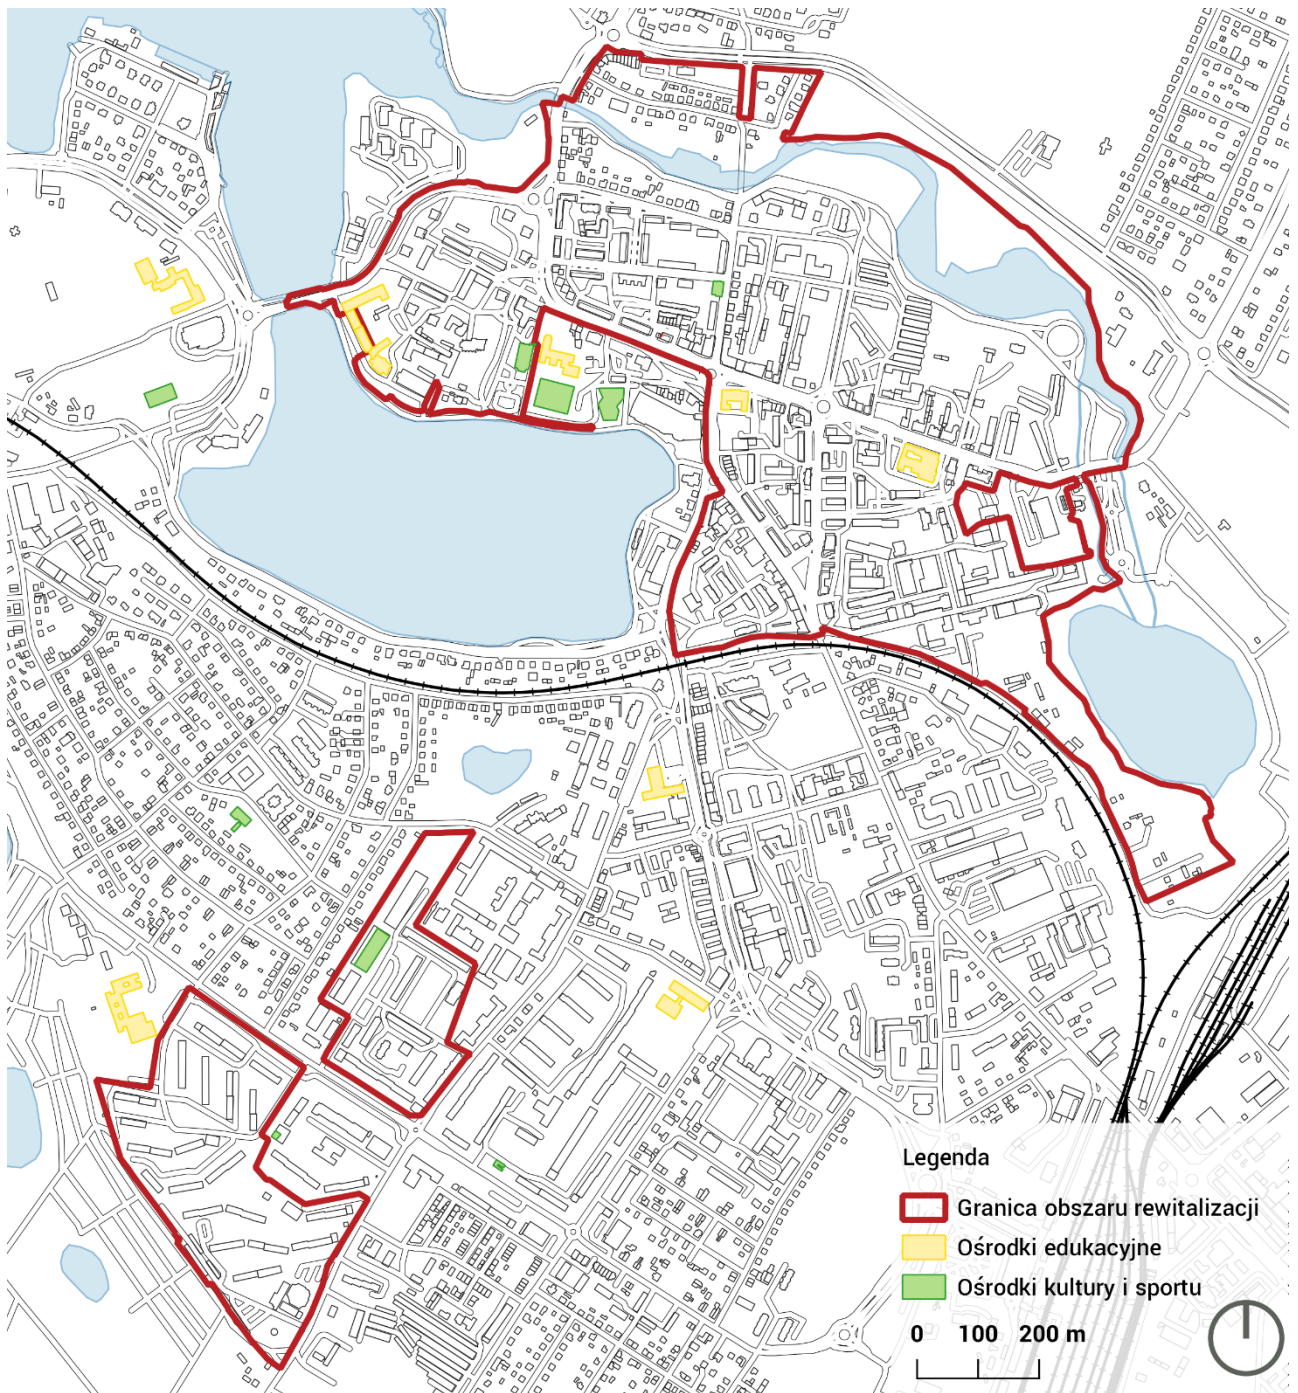 Legenda
Granica obszaru rewitalizacji
Ośrodki edukacyjne
Ośrodki kultury i sportu
0 100 200 m